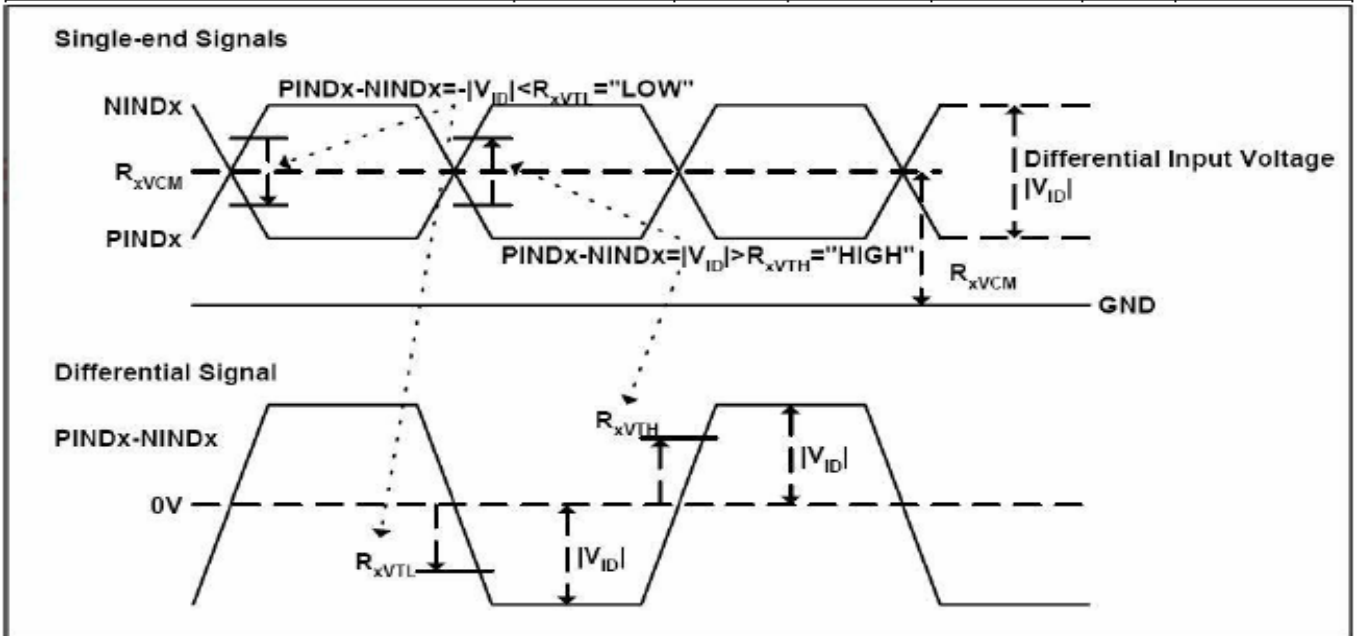 Single-end Signals
PINDx-NINDx=-|VID|<RxVTL="LOW"
NINDx
RxVCM
Differential Input Voltage
|VID|
PINDx
PINDx-NINDx=|VID|>RxVTH="HIGH"
RxVCM
GND
Differential Signal
RxVTH
PINDx-NINDx
|VID|
0V
RxVTL
|VID|